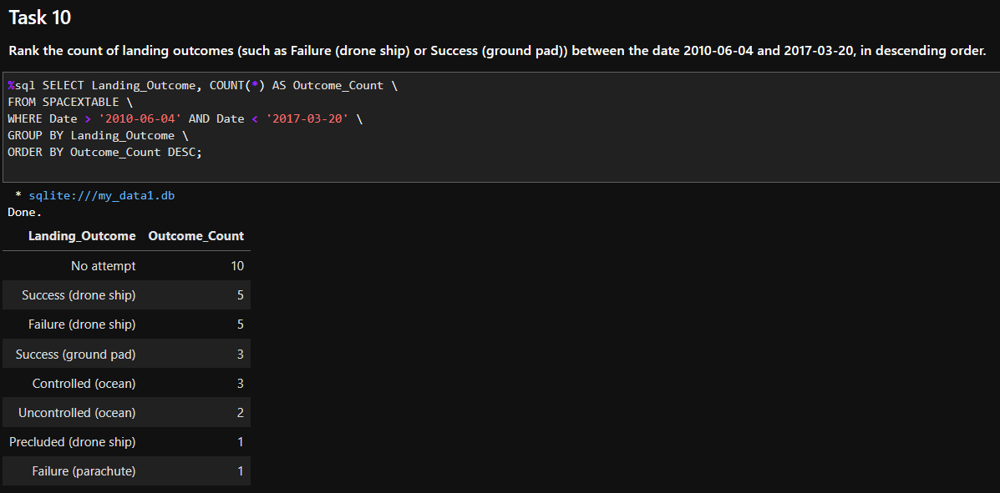 Task 10
Rank the count of landing outcomes (such as Failure (drone ship) or Success (ground pad)) between the date 2010-06-04 and 2017-03-20, in descending order.
%sql SELECT Landing_Outcome, COUNT(*) AS Outcome_Count \
FROM SPACEXTABLE \
WHERE Date > '2010-06-04' AND Date < '2017-03-20' \
GROUP BY Landing_Outcome \
ORDER BY Outcome_Count DESC;
* sqlite:///my_data1.db
Done.
Landing_Outcome Outcome_Count
No attempt 10
Success (drone ship) 5
Failure (drone ship) 5
Success (ground pad) 3
Controlled (ocean) 3
Uncontrolled (ocean) 2
Precluded (drone ship) 1
Failure (parachute) 1